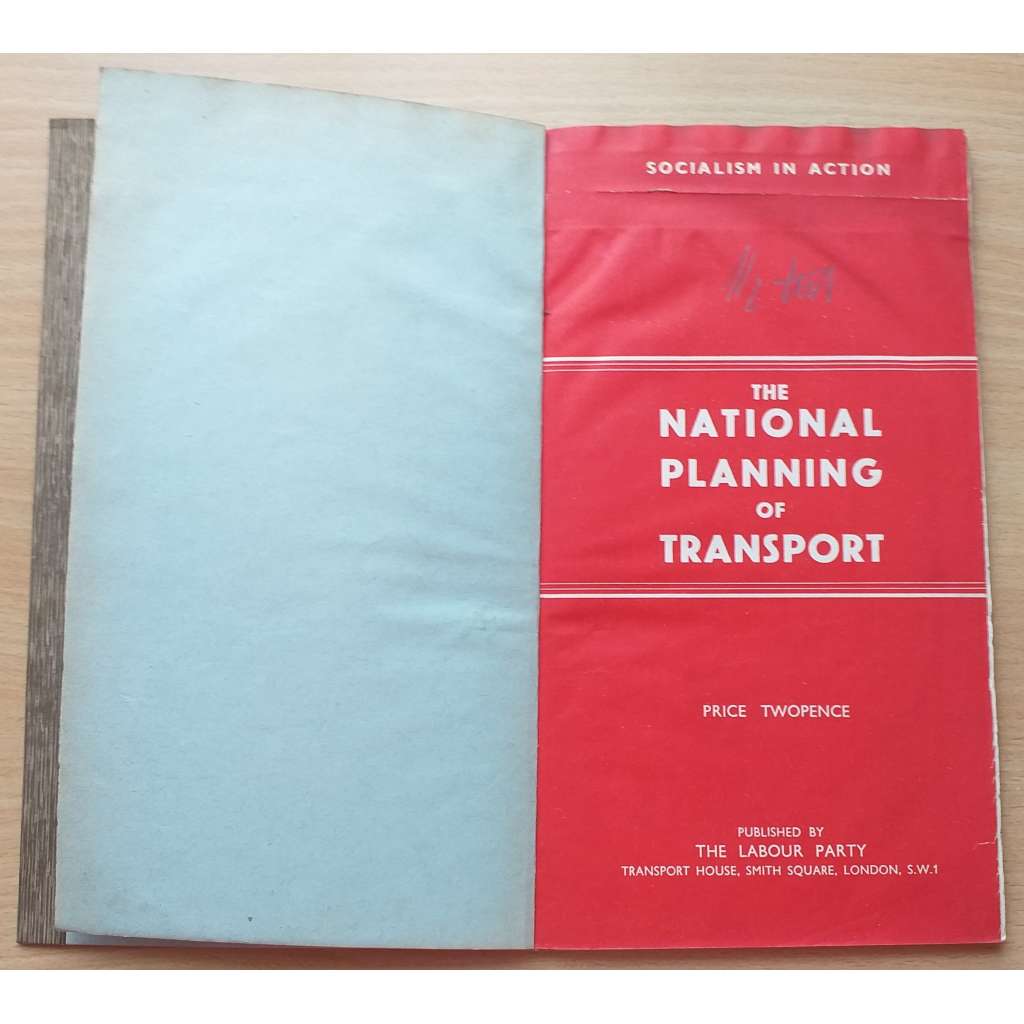 SOCIALISM IN ACTION
THE
NATIONAL
PLANNING
OF
TRANSPORT
PRICE TWOPENCE
PUBLISHED BY
THE LABOUR PARTY
TRANSPORT HOUSE, SMITH SQUARE, LONDON, S.W.1